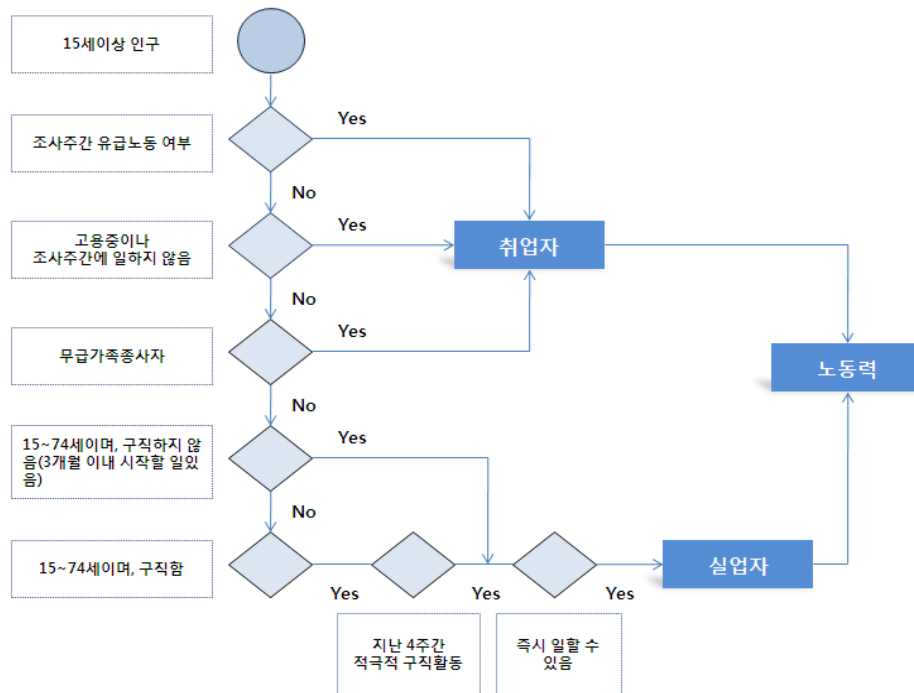 15세이상 인구
Yes
조사주간 유급노동 여부
No
고용중이나
조사주간에 일하지 않음
Yes
취업자
No
Yes
무급가족종사자
노동력
No
15~74세이며, 구직하지 않
음(3개월 이내 시작할 일있
음)
Yes
No
15~74세이며, 구직함
실업자
Yes
Yes
Yes
지난 4주간
적극적 구직활동
즉시 일할 수
있음